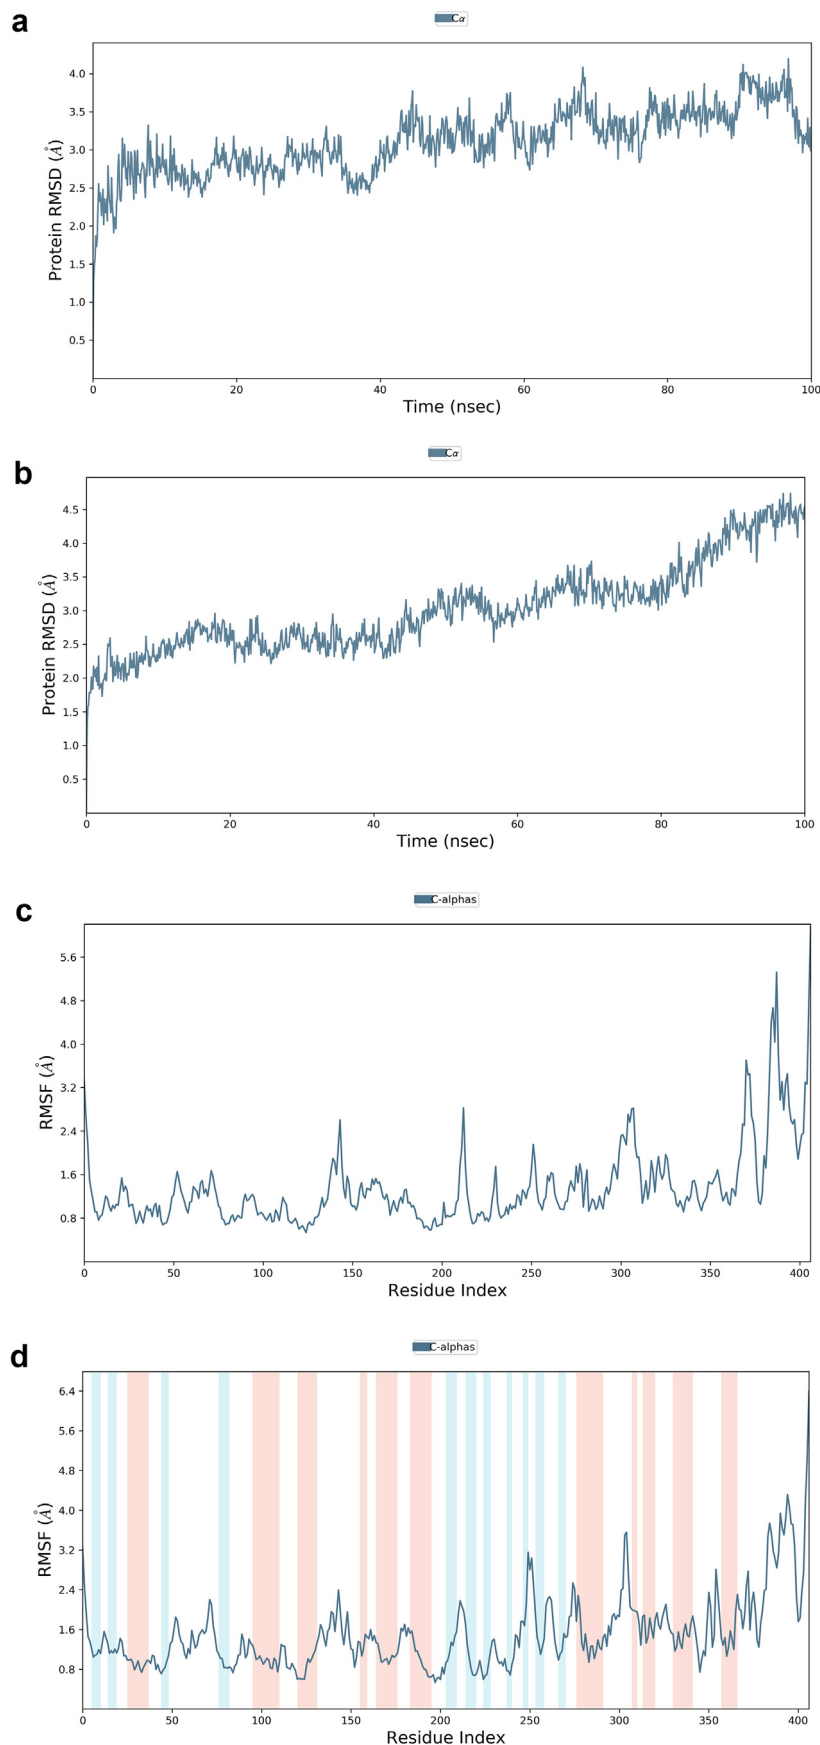 a
Cα
4.0
3.5
3.0
2.5
2.0
1.5
1.0
0.5
Protein RMSD (Å)
0 20 40 60 80 100
Time (nsec)
b
Cα
4.5
4.0
3.5
3.0
2.5
2.0
1.5
1.0
0.5
Protein RMSD (Å)
0 20 40 60 80 100
Time (nsec)
c
C-alphas
5.6
4.8
4.0
3.2
2.4
1.6
0.8
RMSF (Å)
0 50 100 150 200 250 300 350 400
Residue Index
d
C-alphas
6.4
5.6
4.8
4.0
3.2
2.4
1.6
0.8
RMSF (Å)
0 50 100 150 200 250 300 350 400
Residue Index